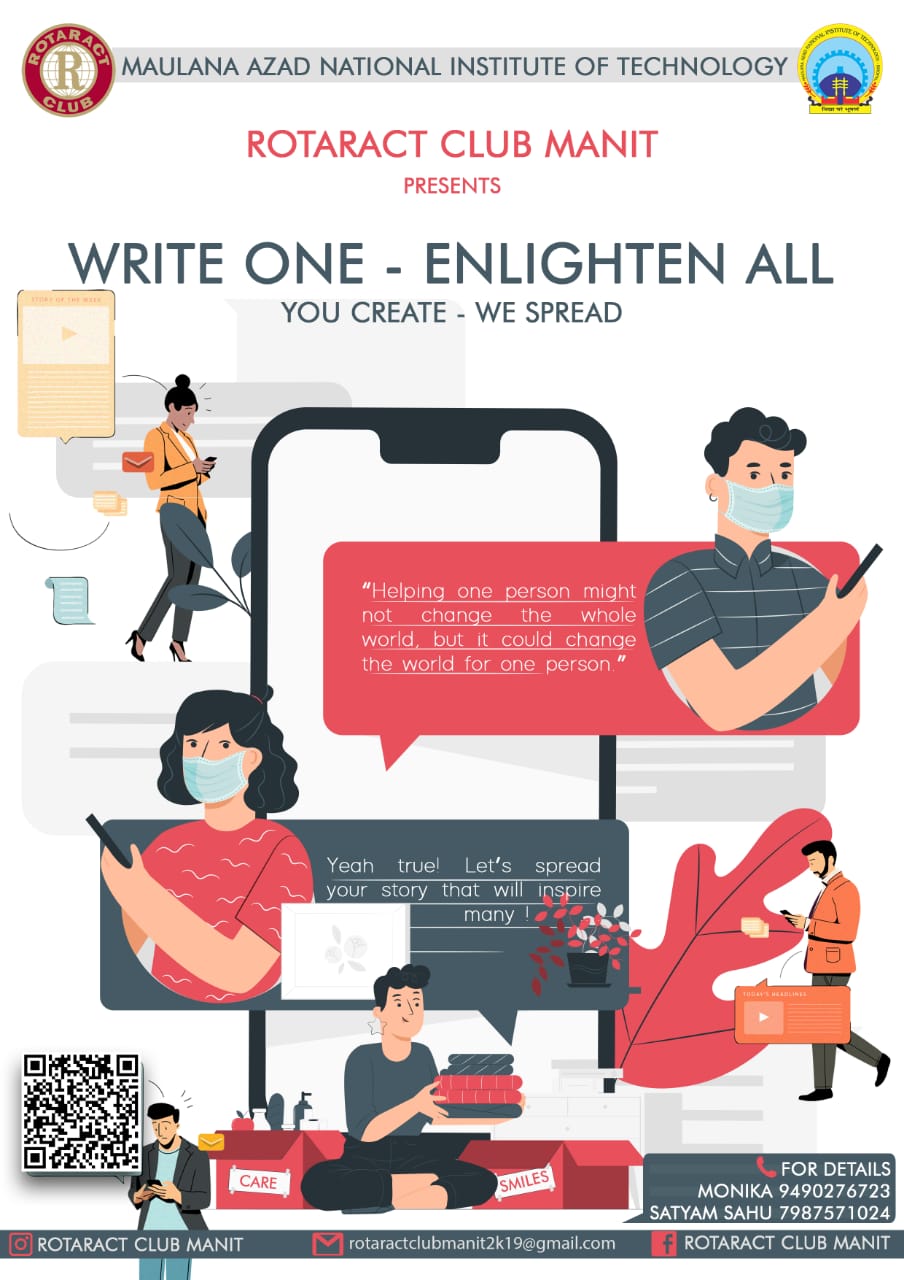 ROTARACT
R
CLUB
MAULANA AZAD NATIONAL INSTITUTE OF TECHNOLOGY
ROTARACT CLUB MANIT
PRESENTS
WRITE ONE - ENLIGHTEN ALL
YOU CREATE - WE SPREAD
STORY OF THE WEEK
"Helping one person might
not change the whole
world, but it could change
the world for one person."
Yeah true! Let's spread
your story that will inspire
many !
TODAY'S HEADLINES
CARE
SMILES
FOR DETAILS
MONIKA 9490276723
SATYAM SAHU 7987571024
ROTARACT CLUB MANIT
rotaractclubmanit2k19@gmail.com
ROTARACT CLUB MANIT